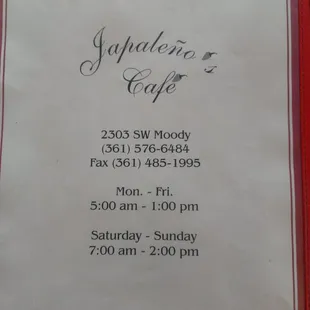 Japaleño
Café
2303 SW Moody
(361) 576-6484
Fax (361) 485-1995
Mon. - Fri.
5:00 am - 1:00 pm
Saturday - Sunday
7:00 am - 2:00 pm